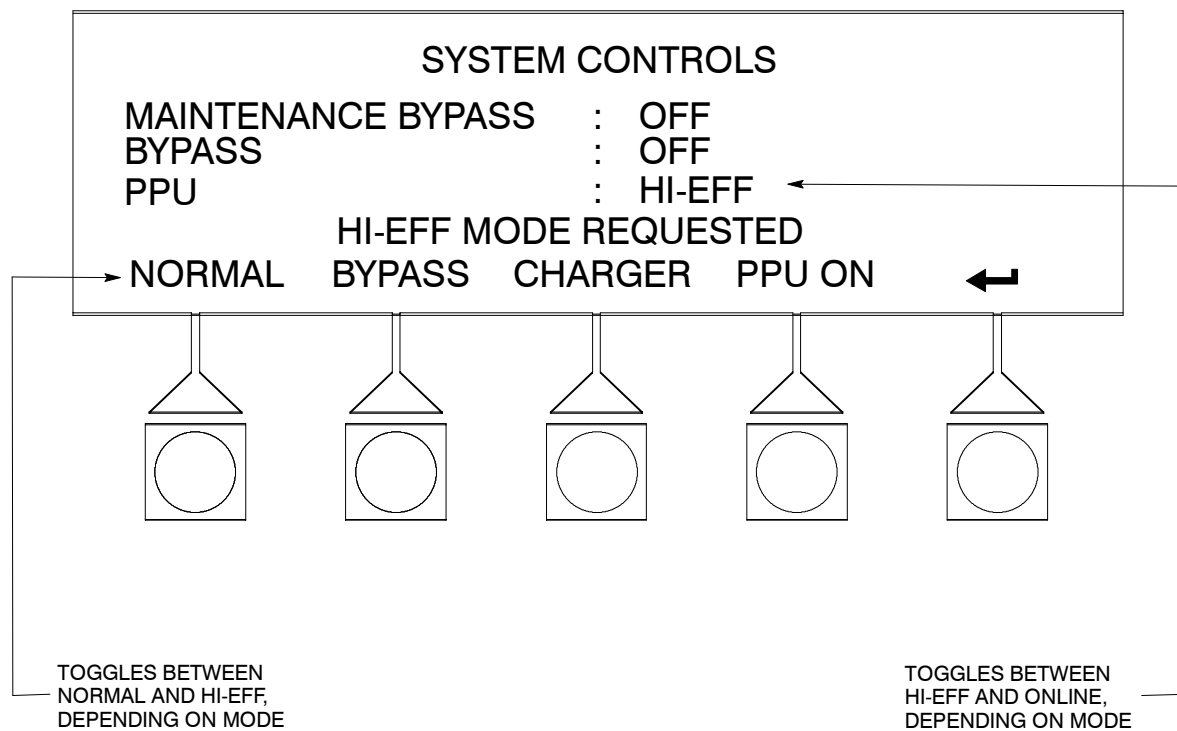 SYSTEM CONTROLS
MAINTENANCE BYPASS : OFF
BYPASS : OFF
PPU : HI-EFF
HI-EFF MODE REQUESTED
NORMAL BYPASS CHARGER PPU ON
TOGGLES BETWEEN
NORMAL AND HI-EFF,
DEPENDING ON MODE
TOGGLES BETWEEN
HI-EFF AND ONLINE,
DEPENDING ON MODE